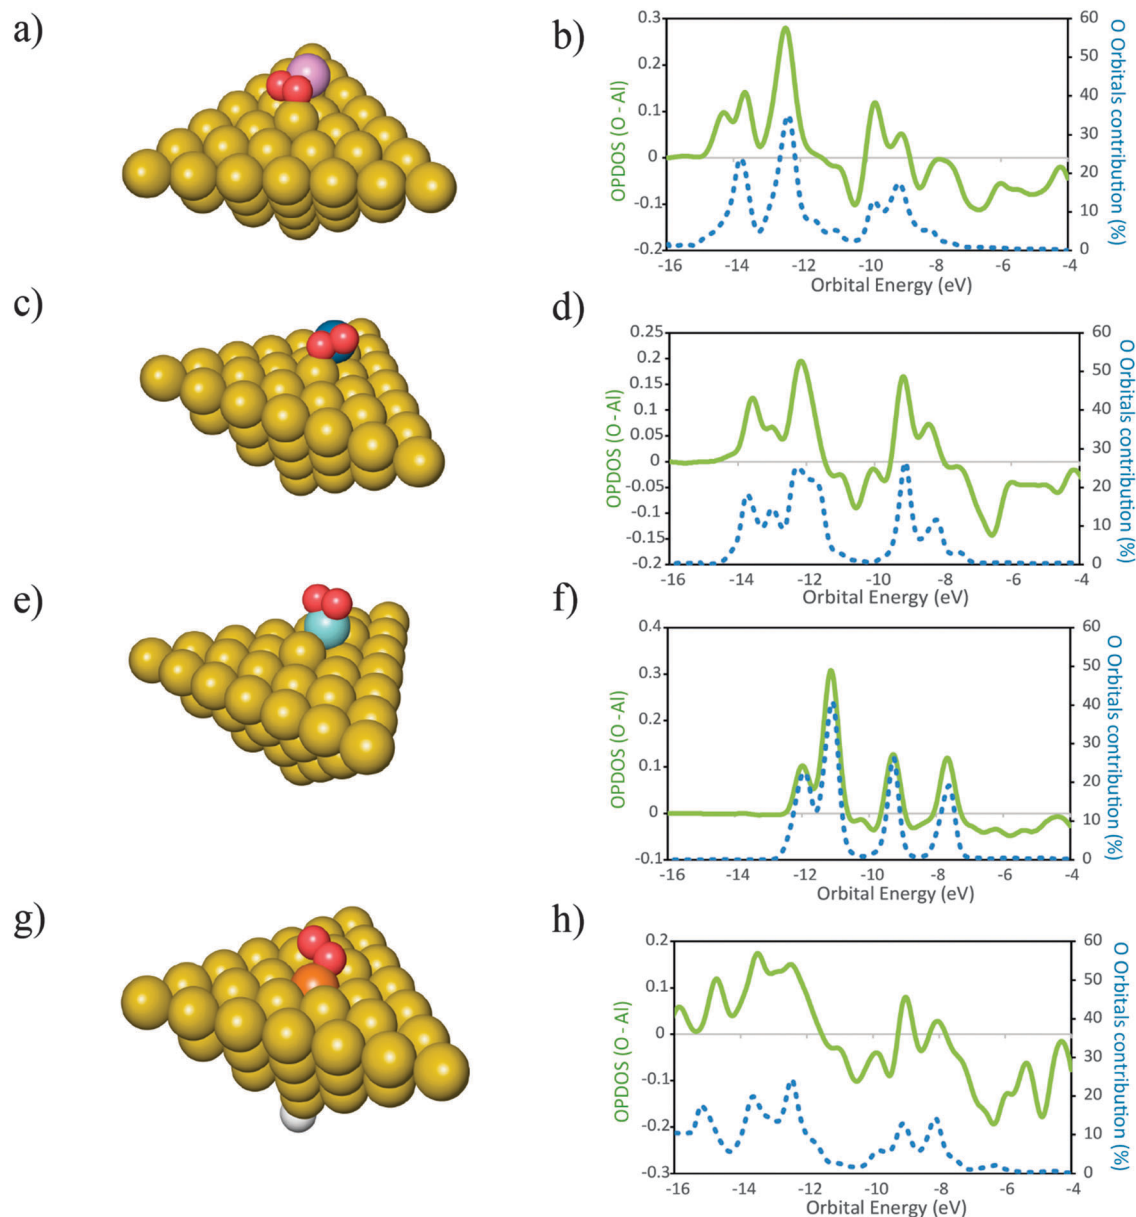 a)
b)
0.3
0.2
0.1
0
-0.1
-0.2
OPDOS (O - Al)
-16 -14 -12 -10 -8 -6 -4
Orbital Energy (eV)
60
50
40
30
20
10
0
O Orbitals contribution (%)
c)
d)
0.25
0.2
0.15
0.1
0.05
0
-0.05
-0.1
-0.15
-0.2
OPDOS (O - Al)
-16 -14 -12 -10 -8 -6 -4
Orbital Energy (eV)
60
50
40
30
20
10
0
O Orbitals contribution (%)
e)
f)
0.4
0.3
0.2
0.1
0
-0.1
OPDOS (O -Al)
-16 -14 -12 -10 -8 -6 -4
Orbital Energy (eV)
60
50
40
30
20
10
0
O Orbitals contribution (%)
g)
h)
0.2
0.1
0
-0.1
-0.2
-0.3
OPDOS (O - Al)
-16 -14 -12 -10 -8 -6 -4
Orbital Energy (eV)
60
50
40
30
20
10
0
O Orbitals contribution (%)